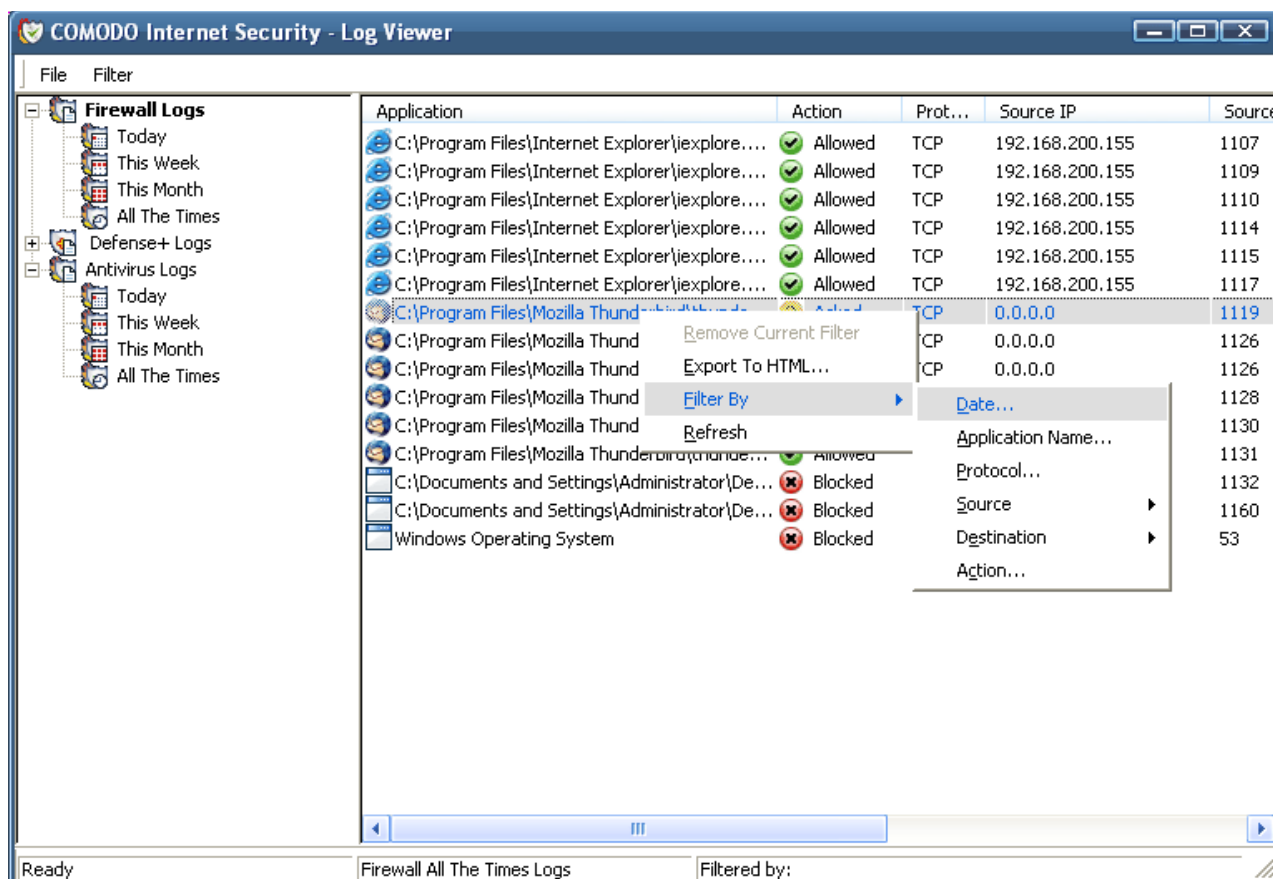 COMODO Internet Security - Log Viewer
File Filter
Firewall Logs
Today
This Week
This Month
All The Times
Defense+ Logs
Antivirus Logs
Today
This Week
This Month
All The Times
Application Action Prot... Source IP Source
C:\Program Files\Internet Explorer\iexplore.... Allowed TCP 192.168.200.155 1107
C:\Program Files\Internet Explorer\iexplore.... Allowed TCP 192.168.200.155 1109
C:\Program Files\Internet Explorer\iexplore.... Allowed TCP 192.168.200.155 1110
C:\Program Files\Internet Explorer\iexplore.... Allowed TCP 192.168.200.155 1114
C:\Program Files\Internet Explorer\iexplore.... Allowed TCP 192.168.200.155 1115
C:\Program Files\Internet Explorer\iexplore.... Allowed TCP 192.168.200.155 1117
C:\Program Files\Mozilla Thunderbird\thunde... Asked TCP 0.0.0.0 1119
C:\Program Files\Mozilla Thund TCP 0.0.0.0 1126
C:\Program Files\Mozilla Thund TCP 0.0.0.0 1126
C:\Program Files\Mozilla Thund 1128
C:\Program Files\Mozilla Thund 1130
C:\Program Files\Mozilla Thunderbird\thunde... Allowed 1131
C:\Documents and Settings\Administrator\De... Blocked 1132
C:\Documents and Settings\Administrator\De... Blocked 1160
Windows Operating System Blocked 53
Remove Current Filter
Export To HTML...
Filter By
Refresh
Date...
Application Name...
Protocol...
Source
Destination
Action...
Ready Firewall All The Times Logs Filtered by: